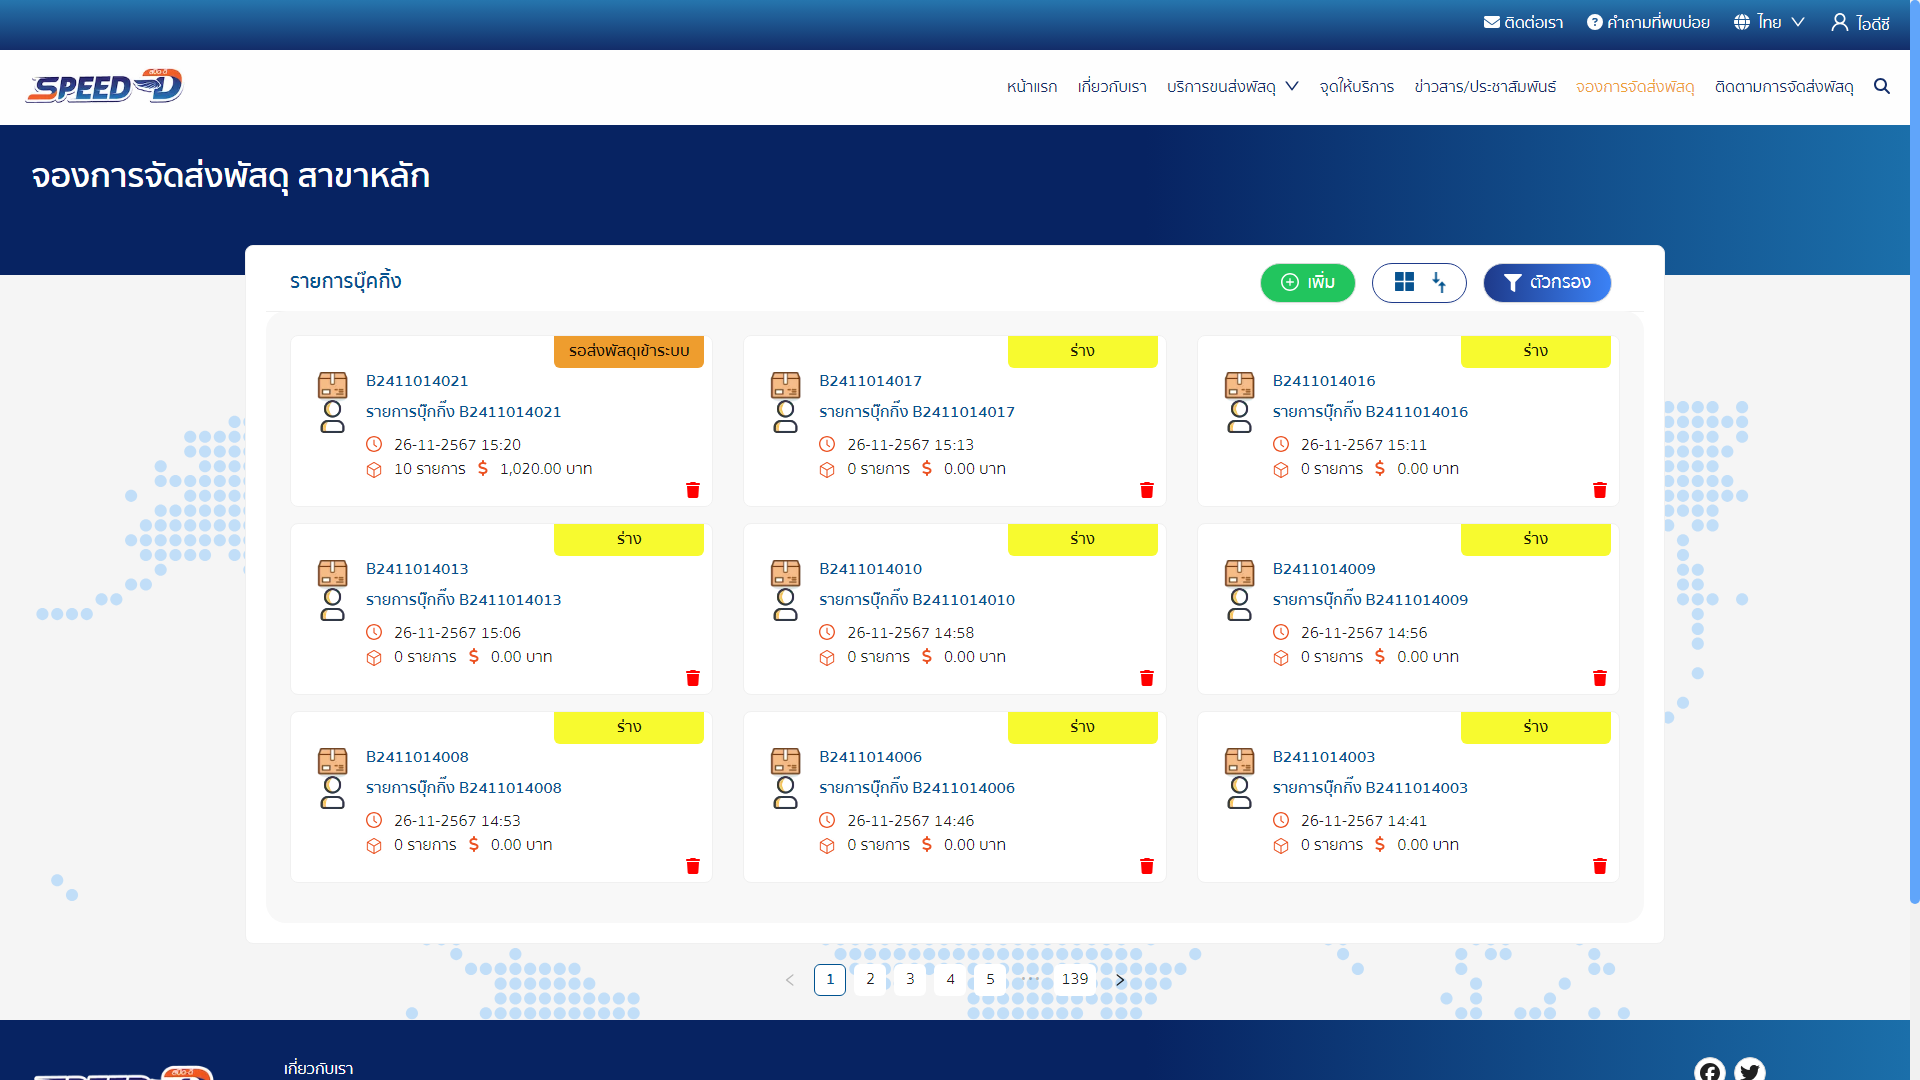 ติดต่อเรา คำถามที่พบบ่อย ไทย ไอดีซี
สปีด-ดี
SPEED-D
หน้าแรก เกี่ยวกับเรา บริการขนส่งพัสดุ จุดให้บริการ ข่าวสาร/ประชาสัมพันธ์ จองการจัดส่งพัสดุ ติดตามการจัดส่งพัสดุ
จองการจัดส่งพัสดุ สาขาหลัก
รายการบุ๊คกิ้ง
เพิ่ม
ตัวกรอง
รอส่งพัสดุเข้าระบบ
B2411014021
รายการบุ๊กกิ๊ง B2411014021
26-11-2567 15:20
10 รายการ 1,020.00 บาท
ร่าง
B2411014017
รายการบุ๊กกิ๊ง B2411014017
26-11-2567 15:13
0 รายการ 0.00 บาท
ร่าง
B2411014016
รายการบุ๊กกิ๊ง B2411014016
26-11-2567 15:11
0 รายการ 0.00 บาท
ร่าง
B2411014013
รายการบุ๊กกิ๊ง B2411014013
26-11-2567 15:06
0 รายการ 0.00 บาท
ร่าง
B2411014010
รายการบุ๊กกิ๊ง B2411014010
26-11-2567 14:58
0 รายการ 0.00 บาท
ร่าง
B2411014009
รายการบุ๊กกิ๊ง B2411014009
26-11-2567 14:56
0 รายการ 0.00 บาท
ร่าง
B2411014008
รายการบุ๊กกิ๊ง B2411014008
26-11-2567 14:53
0 รายการ 0.00 บาท
ร่าง
B2411014006
รายการบุ๊กกิ๊ง B2411014006
26-11-2567 14:46
0 รายการ 0.00 บาท
ร่าง
B2411014003
รายการบุ๊กกิ๊ง B2411014003
26-11-2567 14:41
0 รายการ 0.00 บาท
1 2 3 4 5 ••• 139
เกี่ยวกับเรา